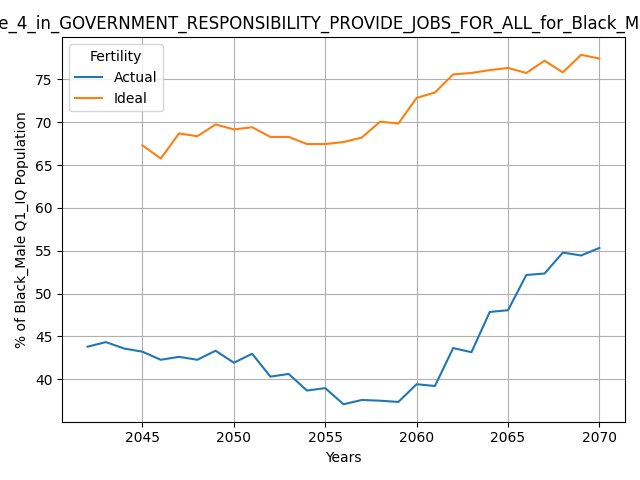 e_4_in_GOVERNMENT_RESPONSIBILITY_PROVIDE_JOBS_FOR_ALL_for_Black_M
Fertility
Actual
Ideal
75
70
65
60
55
50
45
40
% of Black_Male Q1_IQ Population
2045 2050 2055 2060 2065 2070
Years